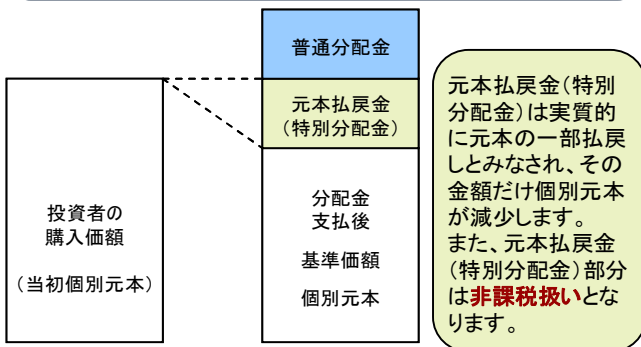 普通分配金
元本払戻金
（特別分配金）
投資者の
購入価額
（当初個別元本）
分配金
支払後
基準価額
個別元本
元本払戻金（特別
分配金）は実質的
に元本の一部払戻
しとみなされ、その
金額だけ個別元本
が減少します。
また、元本払戻金
（特別分配金）部分
は非課税扱いとな
ります。